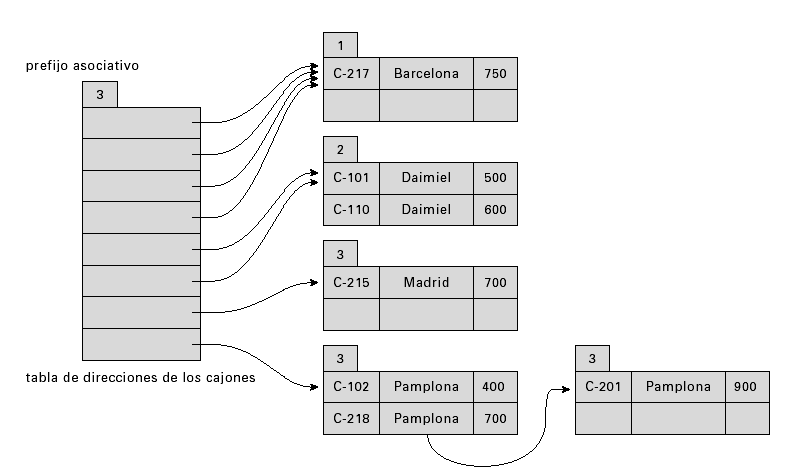 prefijo asociativo
3
tabla de direcciones de los cajones
1
C-217 Barcelona 750
2
C-101 Daimiel 500
C-110 Daimiel 600
3
C-215 Madrid 700
3
C-102 Pamplona 400
C-218 Pamplona 700
3
C-201 Pamplona 900